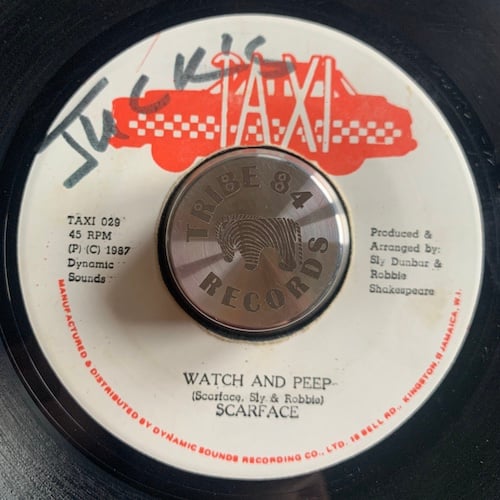 Juckie
TAXI
TAXI 029
45 RPM
(P) (C) 1987
Dynamic
Sounds
TRIBE 84
RECORDS
Produced &
Arranged by:
Sly Dunbar &
Robbie
Shakespeare
WATCH AND PEEP
(Scarface, Sly & Robbie)
SCARFACE
MANUFACTURED & DISTRIBUTED BY DYNAMIC SOUNDS RECORDING CO., LTD. 15 BELL RD., KINGSTON, 11 JAMAICA, W.I.